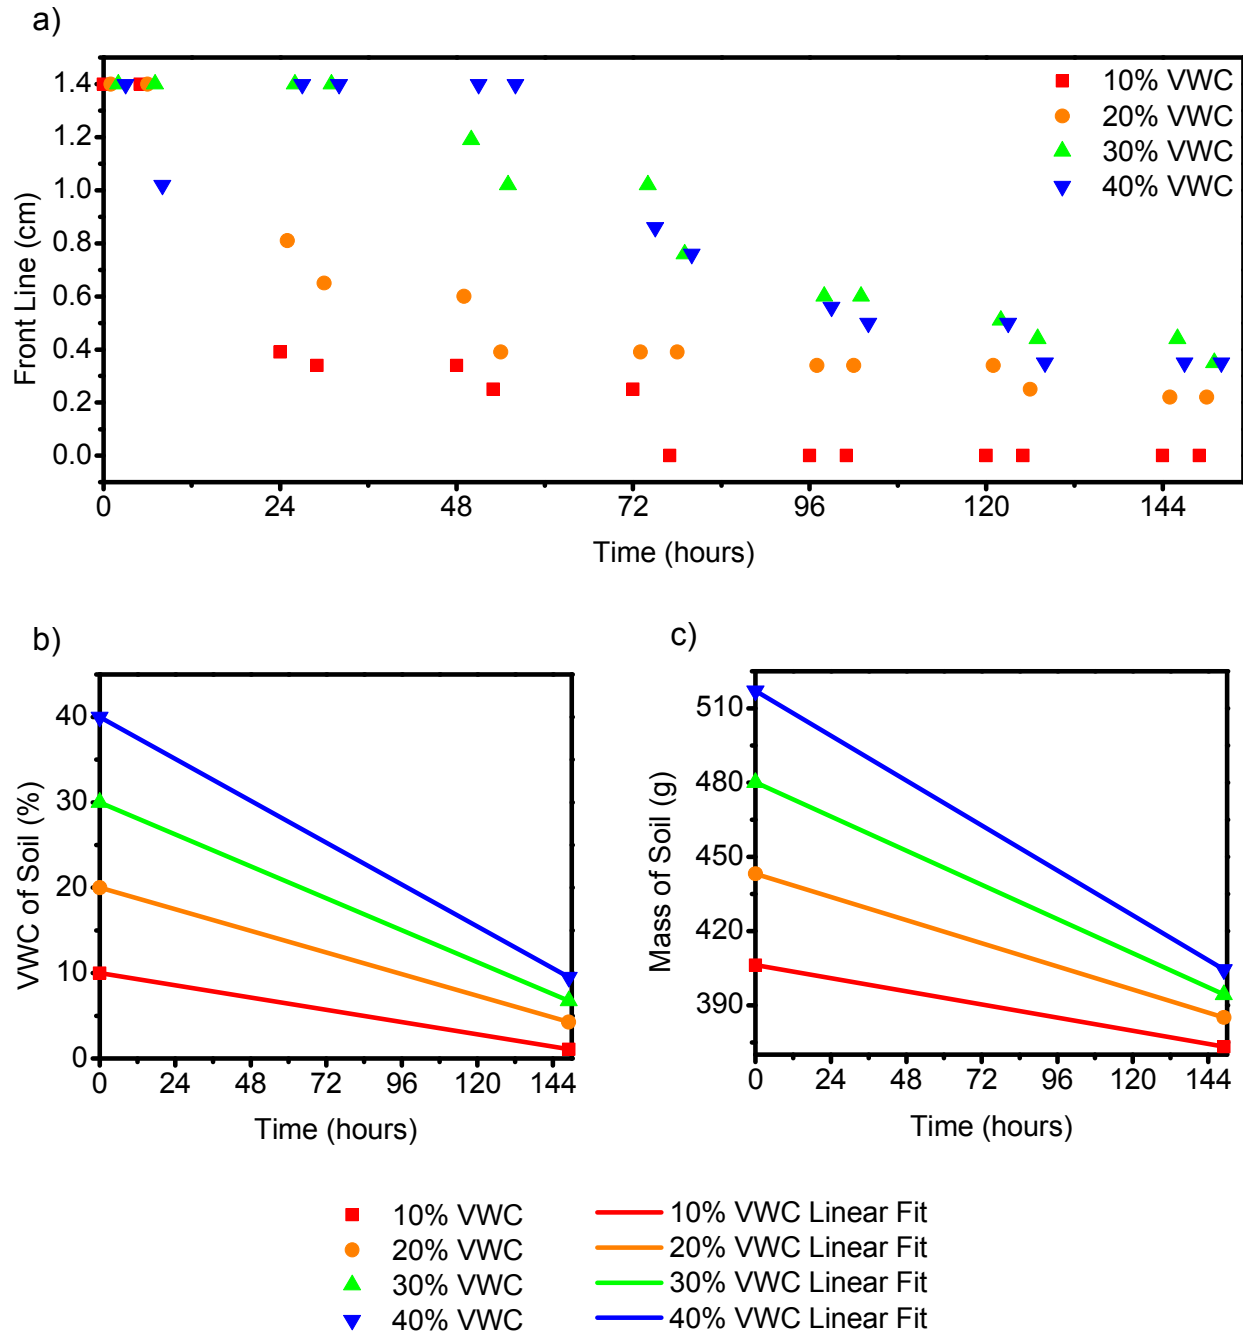 a)
1.4
1.2
1.0
0.8
0.6
0.4
0.2
0.0
Front Line (cm)
10% VWC
20% VWC
30% VWC
40% VWC
0 24 48 72 96 120 144
Time (hours)
b)
40
30
20
10
0
VWC of Soil (%)
0 24 48 72 96 120 144
Time (hours)
c)
510
480
450
420
390
Mass of Soil (g)
0 24 48 72 96 120 144
Time (hours)
10% VWC 10% VWC Linear Fit
20% VWC 20% VWC Linear Fit
30% VWC 30% VWC Linear Fit
40% VWC 40% VWC Linear Fit